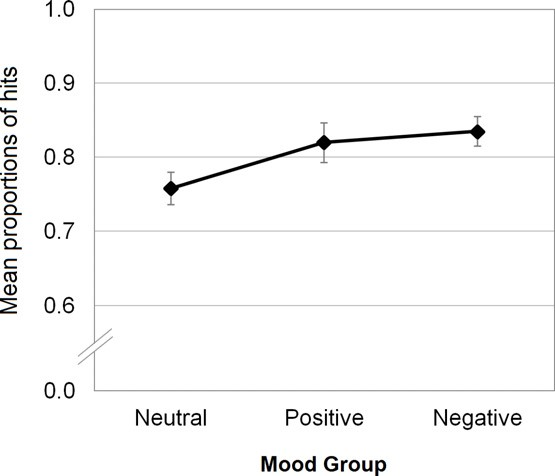 Mean proportions of hits
1.0
0.9
0.8
0.7
0.6
0.0
Neutral Positive Negative
Mood Group